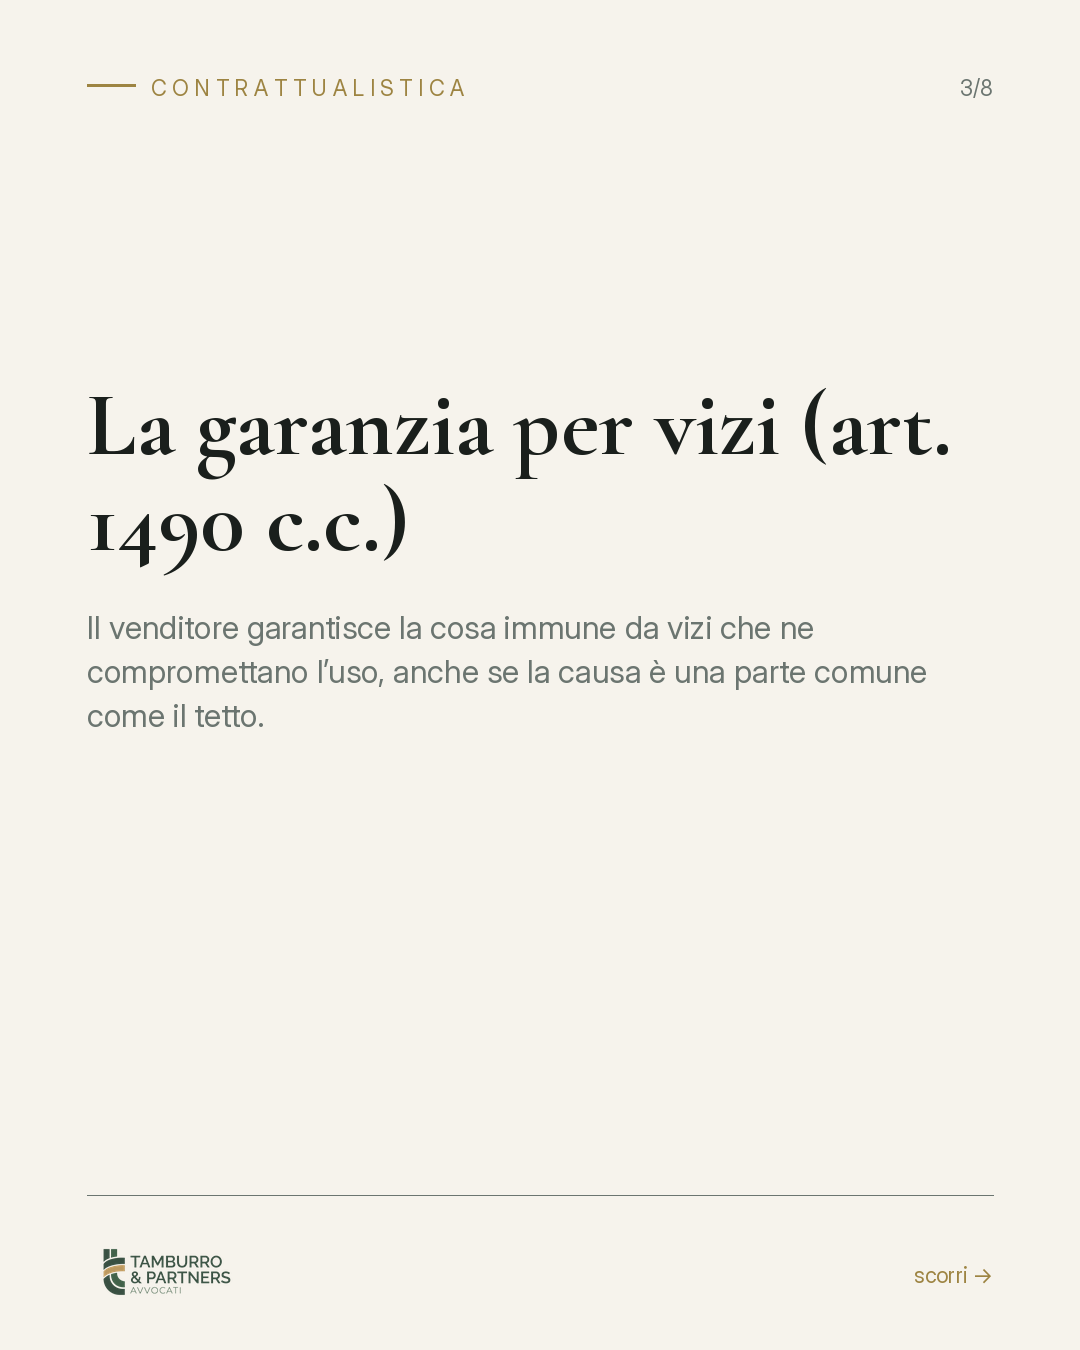 CONTRATTUALISTICA
3/8
La garanzia per vizi (art.
1490 c.c.)
Il venditore garantisce la cosa immune da vizi che ne
compromettano l’uso, anche se la causa è una parte comune
come il tetto.
TAMBURRO
& PARTNERS
AVVOCATI
scorri →